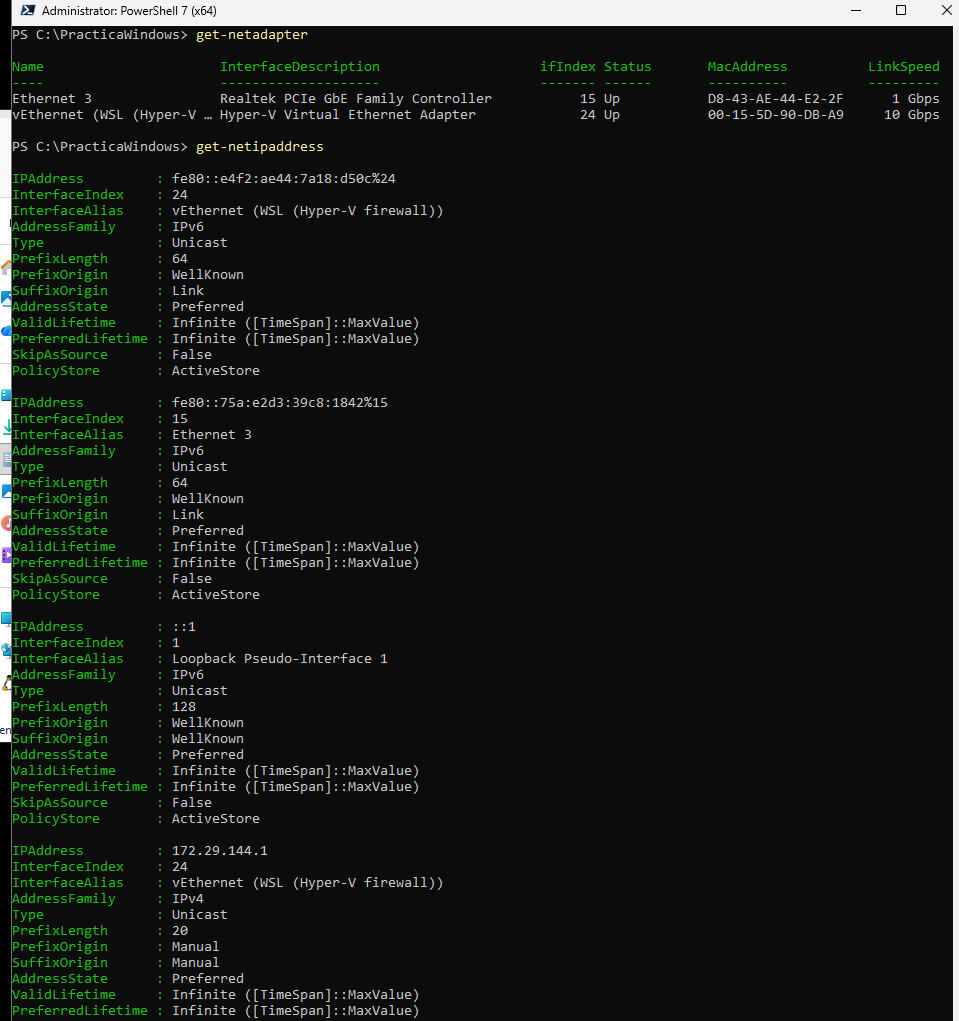 Administrator: PowerShell 7 (x64)
PS C:\PracticaWindows> get-netadapter
Name InterfaceDescription ifIndex Status MacAddress LinkSpeed
---- -------------------- ------- ------ ---------- ---------
Ethernet 3 Realtek PCIe GbE Family Controller 15 Up D8-43-AE-44-E2-2F 1 Gbps
vEthernet (WSL (Hyper-V … Hyper-V Virtual Ethernet Adapter 24 Up 00-15-5D-90-DB-A9 10 Gbps
PS C:\PracticaWindows> get-netipaddress
IPAddress : fe80::e4f2:ae44:7a18:d50c%24
InterfaceIndex : 24
InterfaceAlias : vEthernet (WSL (Hyper-V firewall))
AddressFamily : IPv6
Type : Unicast
PrefixLength : 64
PrefixOrigin : WellKnown
SuffixOrigin : Link
AddressState : Preferred
ValidLifetime : Infinite ([TimeSpan]::MaxValue)
PreferredLifetime : Infinite ([TimeSpan]::MaxValue)
SkipAsSource : False
PolicyStore : ActiveStore
IPAddress : fe80::75a:e2d3:39c8:1842%15
InterfaceIndex : 15
InterfaceAlias : Ethernet 3
AddressFamily : IPv6
Type : Unicast
PrefixLength : 64
PrefixOrigin : WellKnown
SuffixOrigin : Link
AddressState : Preferred
ValidLifetime : Infinite ([TimeSpan]::MaxValue)
PreferredLifetime : Infinite ([TimeSpan]::MaxValue)
SkipAsSource : False
PolicyStore : ActiveStore
IPAddress : ::1
InterfaceIndex : 1
InterfaceAlias : Loopback Pseudo-Interface 1
AddressFamily : IPv6
Type : Unicast
PrefixLength : 128
PrefixOrigin : WellKnown
SuffixOrigin : WellKnown
AddressState : Preferred
ValidLifetime : Infinite ([TimeSpan]::MaxValue)
PreferredLifetime : Infinite ([TimeSpan]::MaxValue)
SkipAsSource : False
PolicyStore : ActiveStore
IPAddress : 172.29.144.1
InterfaceIndex : 24
InterfaceAlias : vEthernet (WSL (Hyper-V firewall))
AddressFamily : IPv4
Type : Unicast
PrefixLength : 20
PrefixOrigin : Manual
SuffixOrigin : Manual
AddressState : Preferred
ValidLifetime : Infinite ([TimeSpan]::MaxValue)
PreferredLifetime : Infinite ([TimeSpan]::MaxValue)